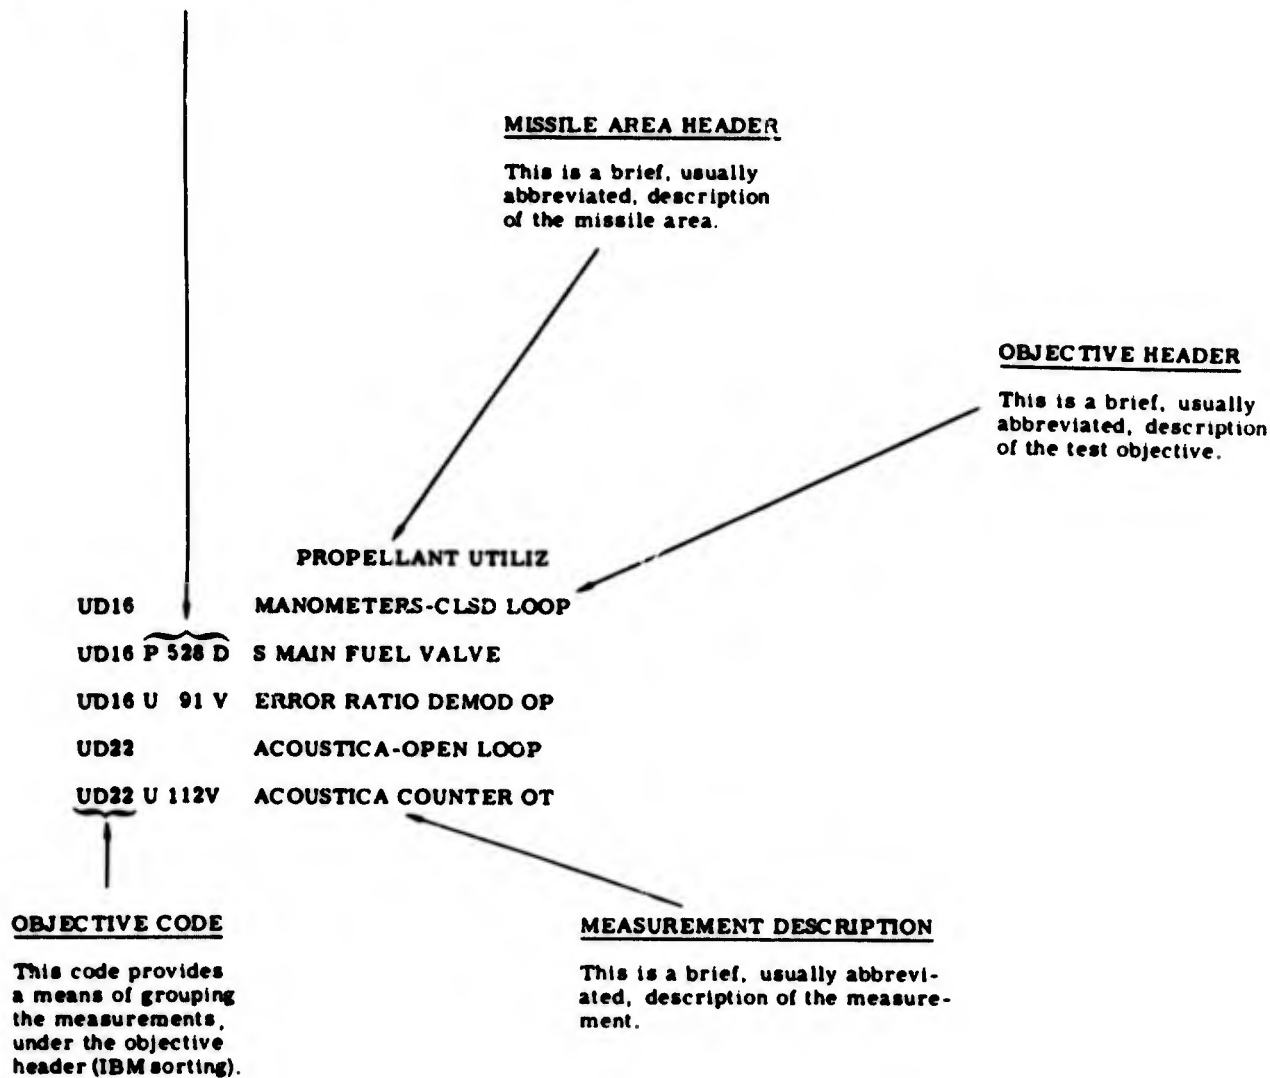 MISSILE AREA HEADER
This is a brief, usually
abbreviated, description
of the missile area.
OBJECTIVE HEADER
This is a brief, usually
abbreviated, description
of the test objective.
PROPELLANT UTILIZ
UD16 MANOMETERS-CLSD LOOP
UD16 P 528 D S MAIN FUEL VALVE
UD16 U 91 V ERROR RATIO DEMOD OP
UD22 ACOUSTICA-OPEN LOOP
UD22 U 112V ACOUSTICA COUNTER OT
OBJECTIVE CODE
This code provides
a means of grouping
the measurements,
under the objective
header (IBM sorting).
MEASUREMENT DESCRIPTION
This is a brief, usually abbrevi-
ated, description of the measure-
ment.